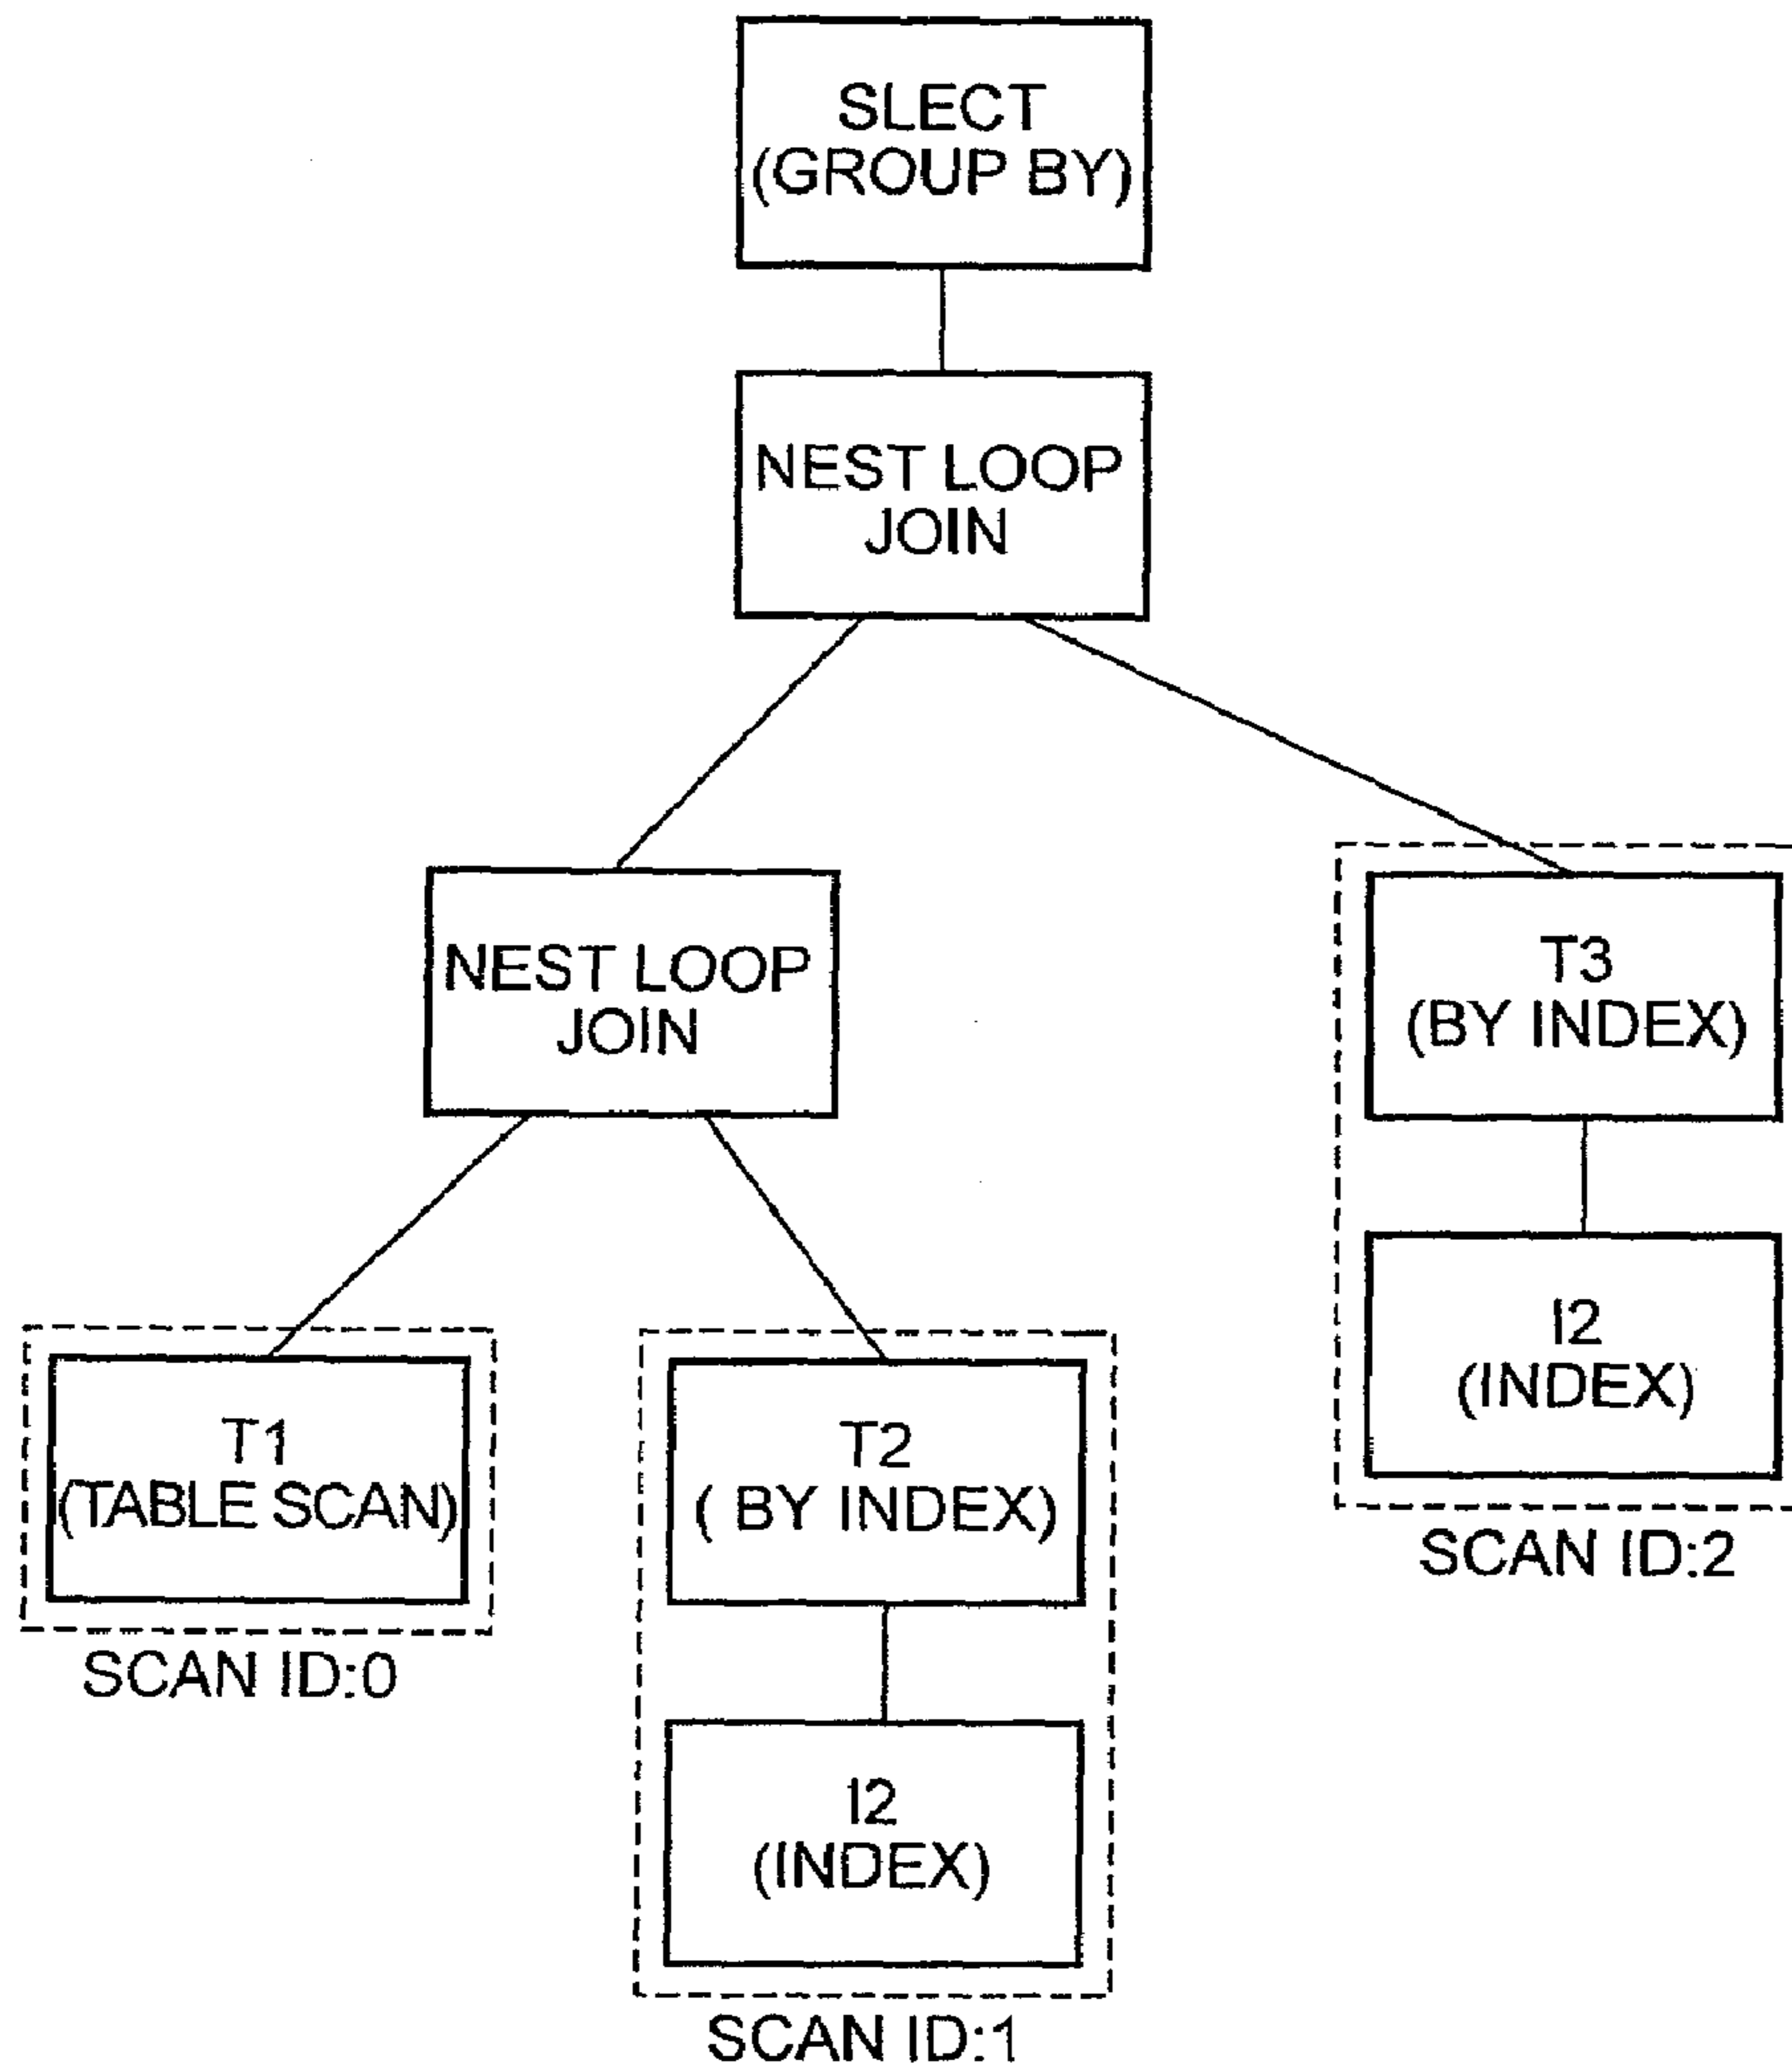 SLECT
(GROUP BY)
NEST LOOP
JOIN
NEST LOOP
JOIN
T3
(BY INDEX)
I2
(INDEX)
SCAN ID:2
T1
(TABLE SCAN)
SCAN ID:0
T2
( BY INDEX)
I2
(INDEX)
SCAN ID:1